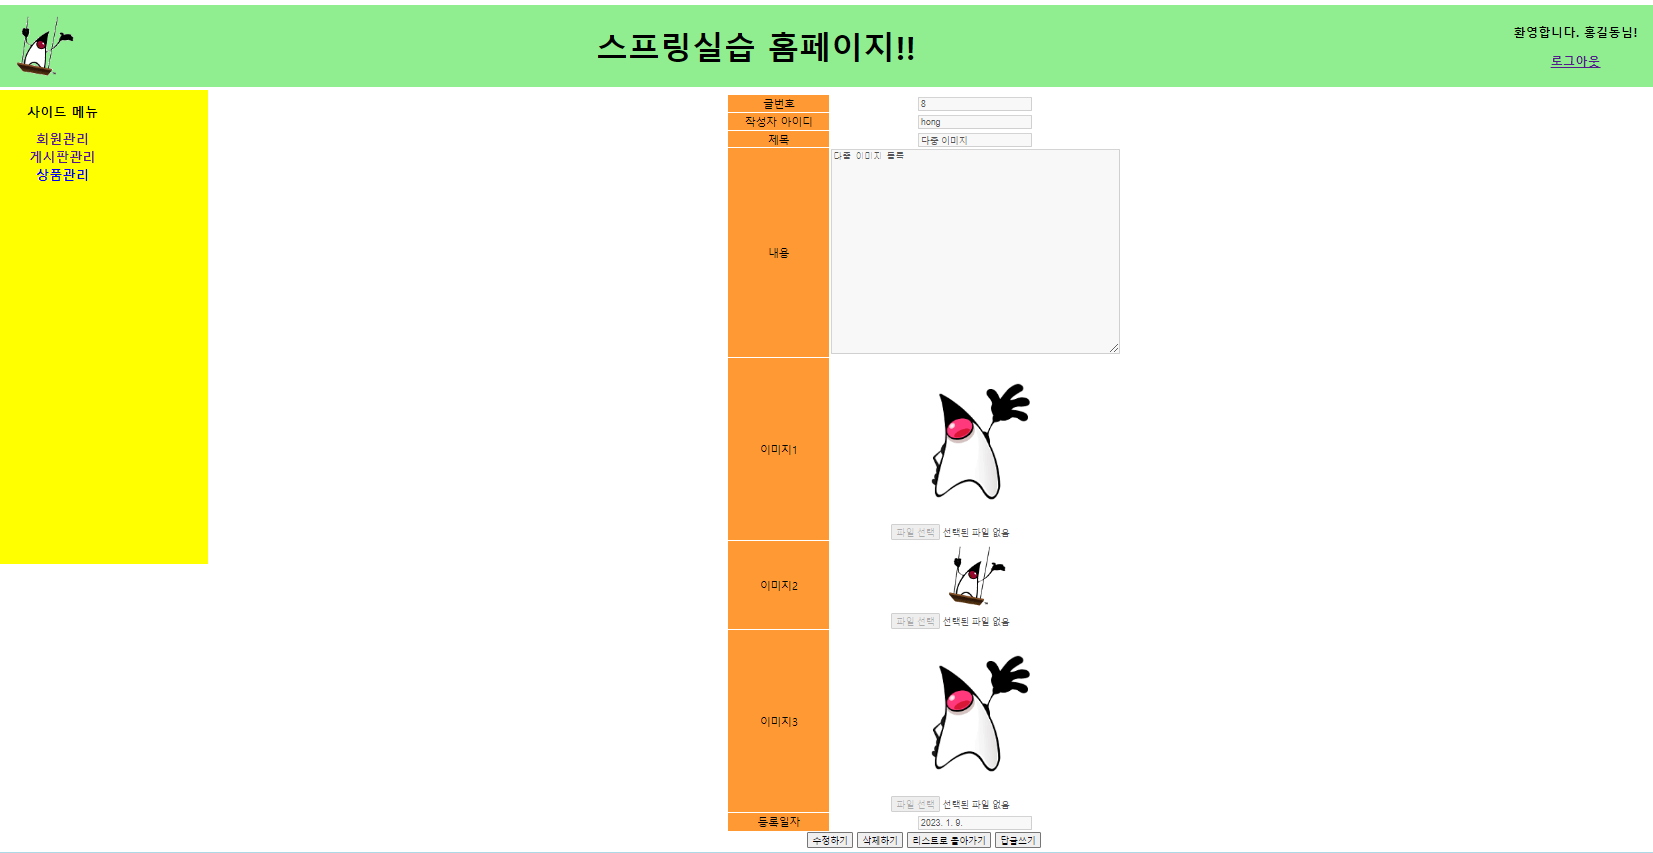 스프링실습 홈페이지!!
환영합니다. 홍길동님!
로그아웃
사이드 메뉴
회원관리
게시판관리
상품관리
글번호 8
작성자 아이디 hong
제목 다중 이미지
내용 다중 이미지 등록
이미지1
파일 선택 선택된 파일 없음
이미지2
파일 선택 선택된 파일 없음
이미지3
파일 선택 선택된 파일 없음
등록일자 2023. 1. 9.
수정하기 삭제하기 리스트로 돌아가기 답글쓰기